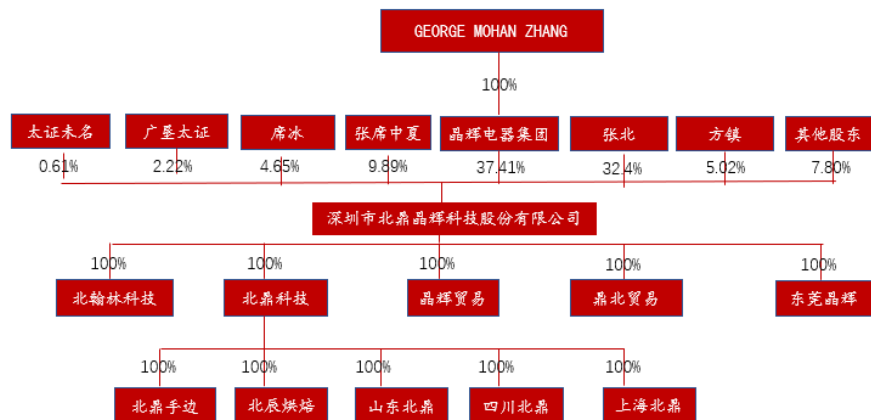 GEORGE MOHAN ZHANG
100%
太证未名
广垦太证
席冰
张席中夏
晶辉电器集团
张北
方镇
其他股东
0.61%
2.22%
4.65%
9.89%
37.41%
32.4%
5.02%
7.80%
深圳市北鼎晶辉科技股份有限公司
100%
100%
100%
100%
100%
北翰林科技
北鼎科技
晶辉贸易
鼎北贸易
东莞晶辉
100%
100%
100%
100%
100%
北鼎手边
北辰烘焙
山东北鼎
四川北鼎
上海北鼎